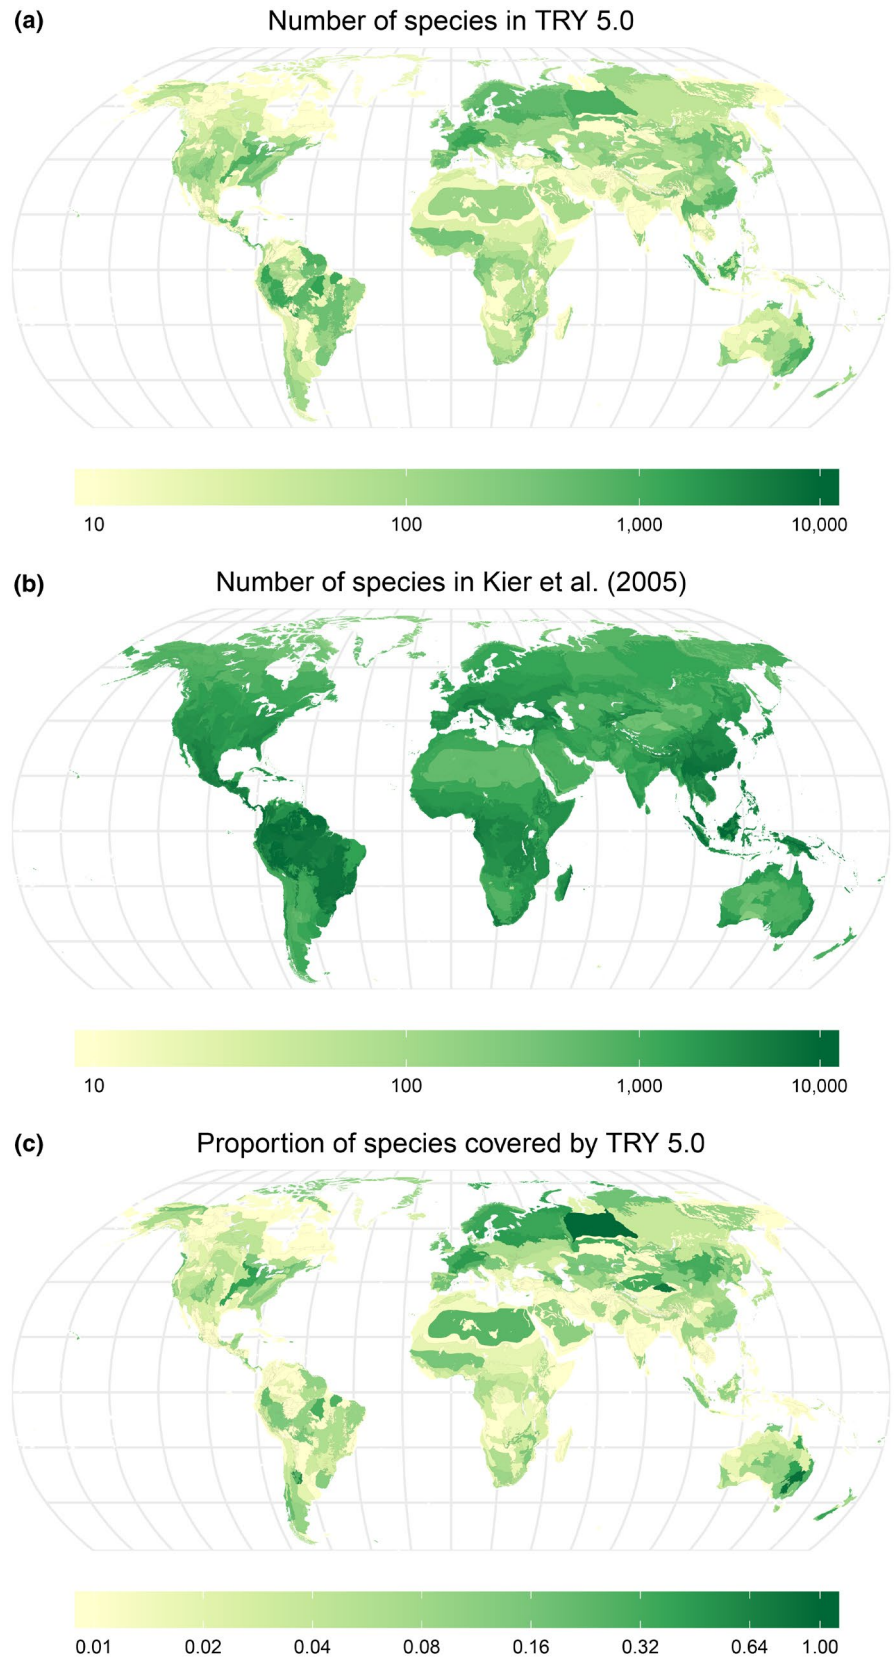 (a) Number of species in TRY 5.0
10 100 1,000 10,000
(b) Number of species in Kier et al. (2005)
10 100 1,000 10,000
(c) Proportion of species covered by TRY 5.0
0.01 0.02 0.04 0.08 0.16 0.32 0.64 1.00